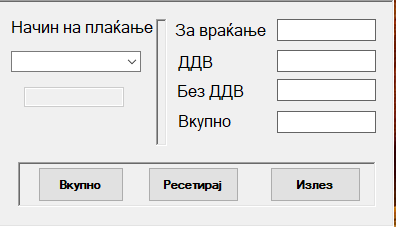 Начин на плаќање
За враќање
ДДВ
Без ДДВ
Вкупно
Вкупно
Ресетирај
Излез